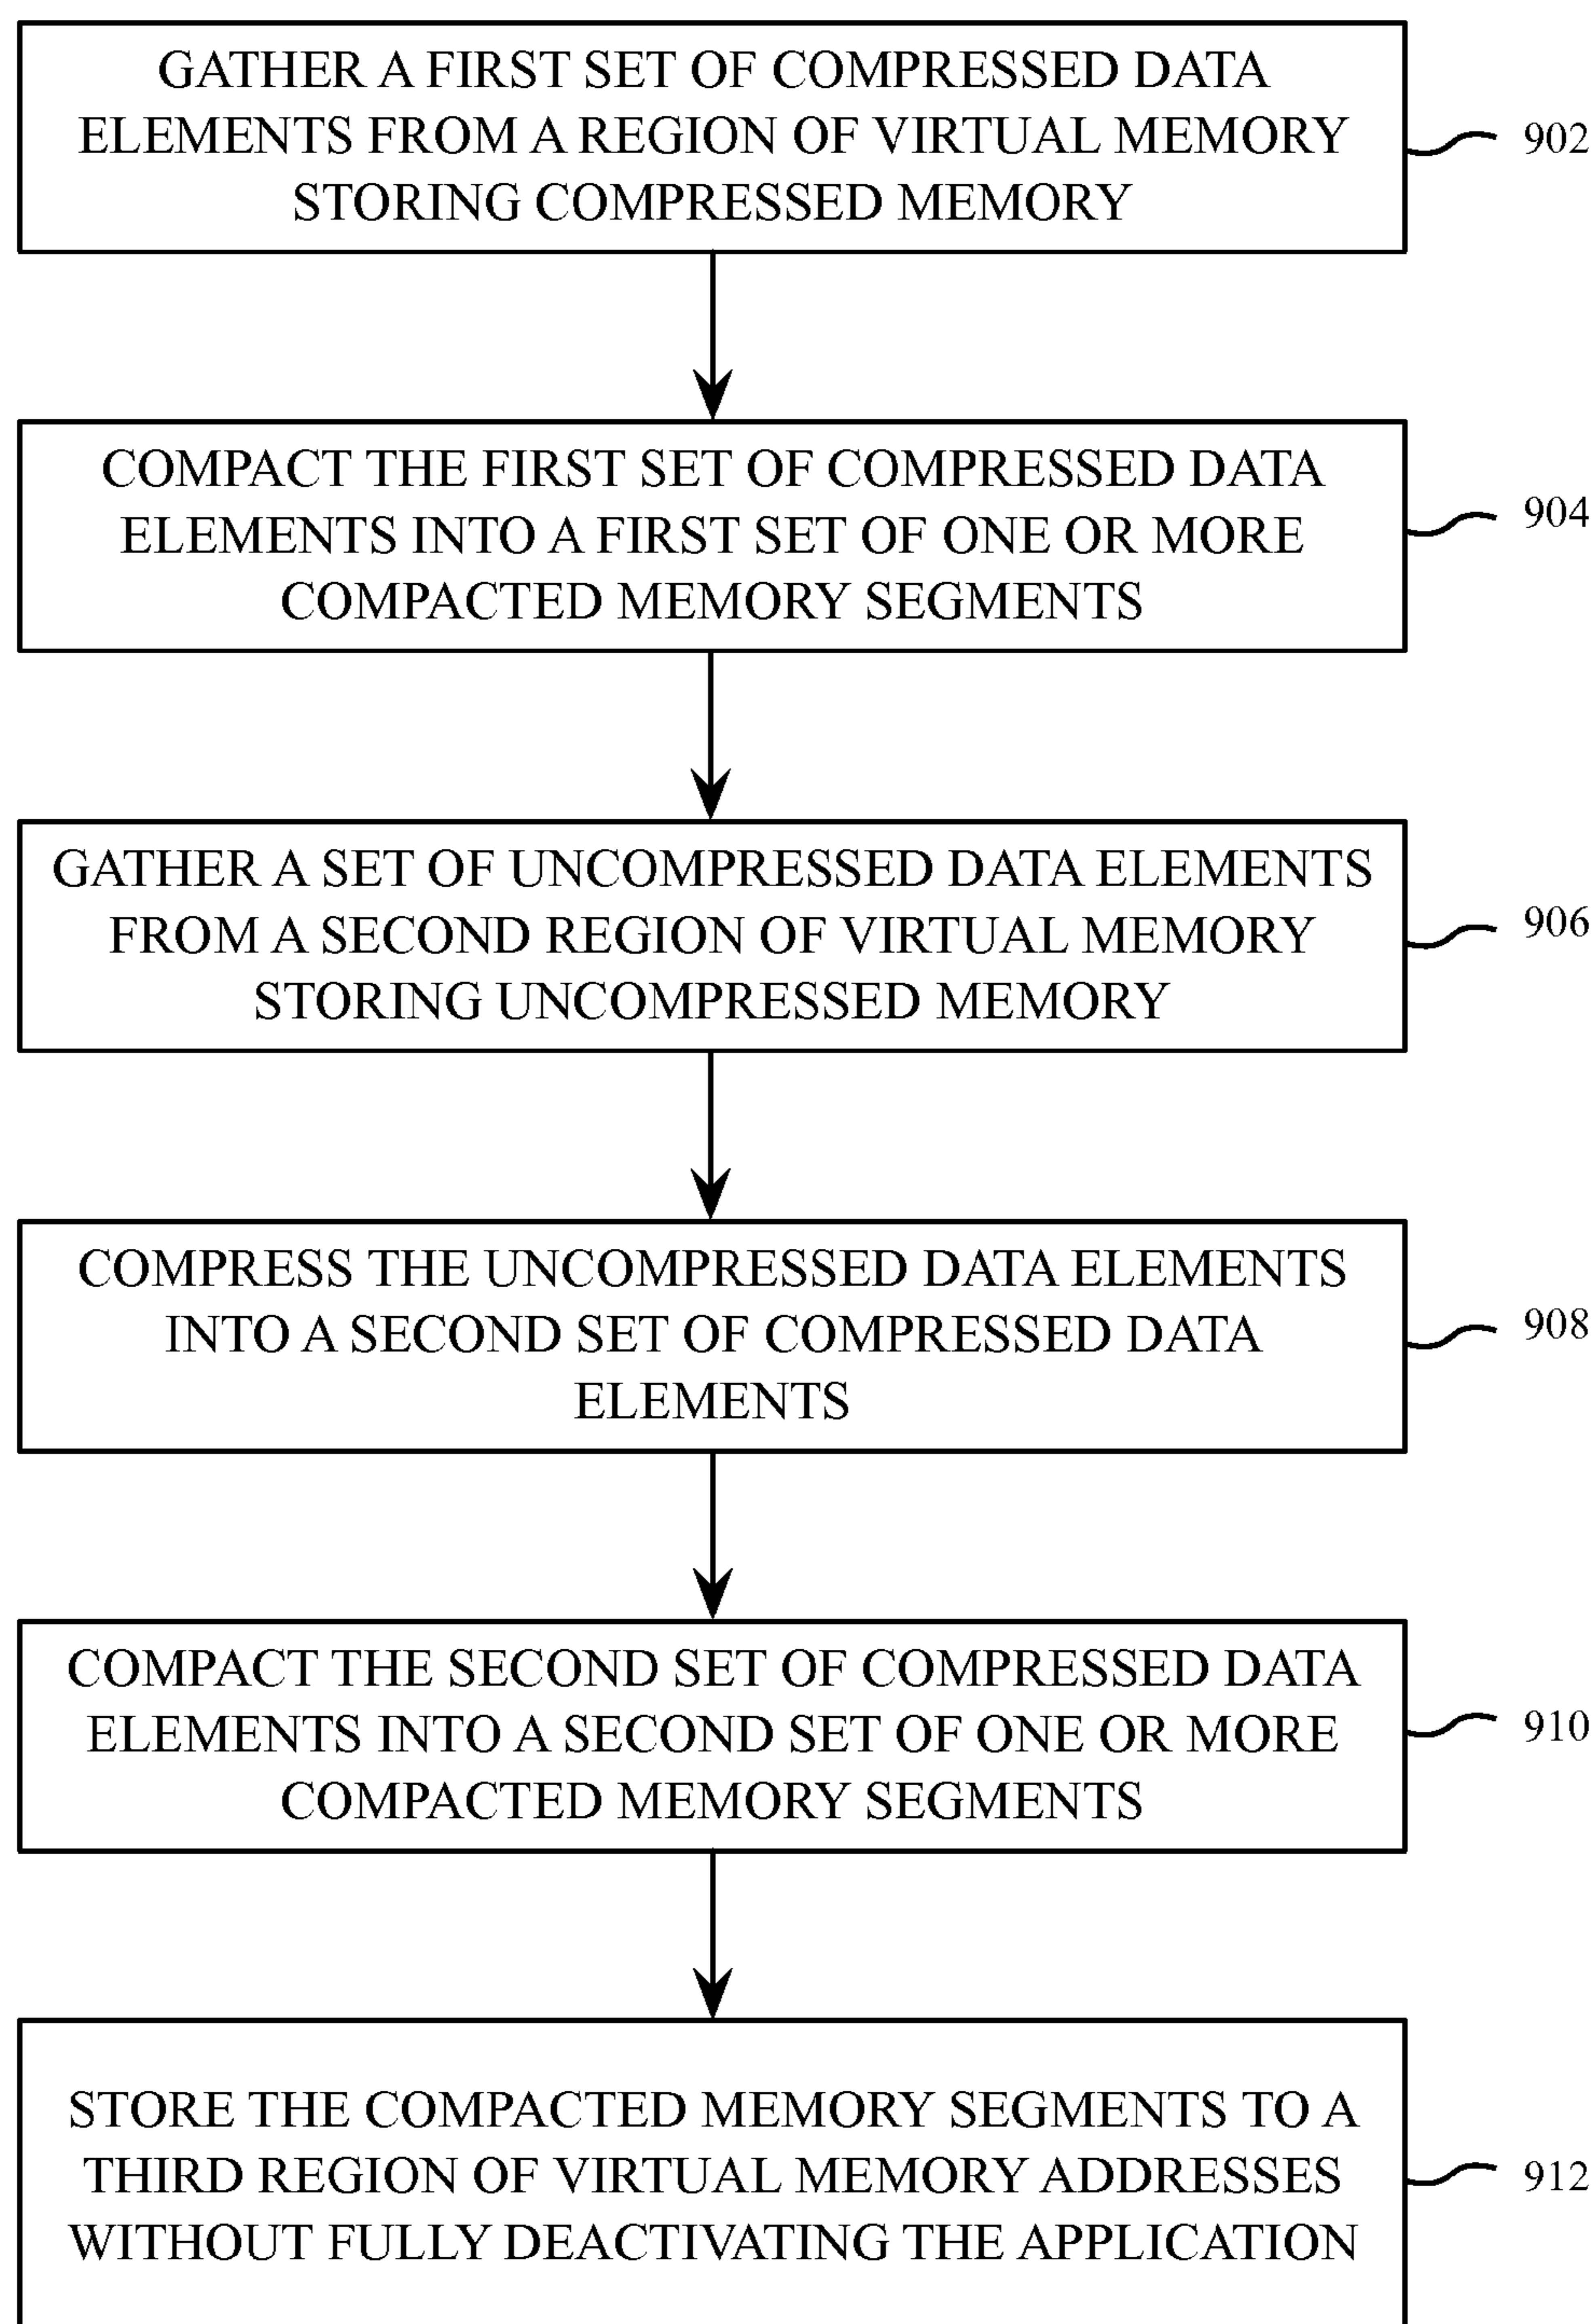 GATHER A FIRST SET OF COMPRESSED DATA
ELEMENTS FROM A REGION OF VIRTUAL MEMORY
STORING COMPRESSED MEMORY
902
COMPACT THE FIRST SET OF COMPRESSED DATA
ELEMENTS INTO A FIRST SET OF ONE OR MORE
COMPACTED MEMORY SEGMENTS
904
GATHER A SET OF UNCOMPRESSED DATA ELEMENTS
FROM A SECOND REGION OF VIRTUAL MEMORY
STORING UNCOMPRESSED MEMORY
906
COMPRESS THE UNCOMPRESSED DATA ELEMENTS
INTO A SECOND SET OF COMPRESSED DATA
ELEMENTS
908
COMPACT THE SECOND SET OF COMPRESSED DATA
ELEMENTS INTO A SECOND SET OF ONE OR MORE
COMPACTED MEMORY SEGMENTS
910
STORE THE COMPACTED MEMORY SEGMENTS TO A
THIRD REGION OF VIRTUAL MEMORY ADDRESSES
WITHOUT FULLY DEACTIVATING THE APPLICATION
912